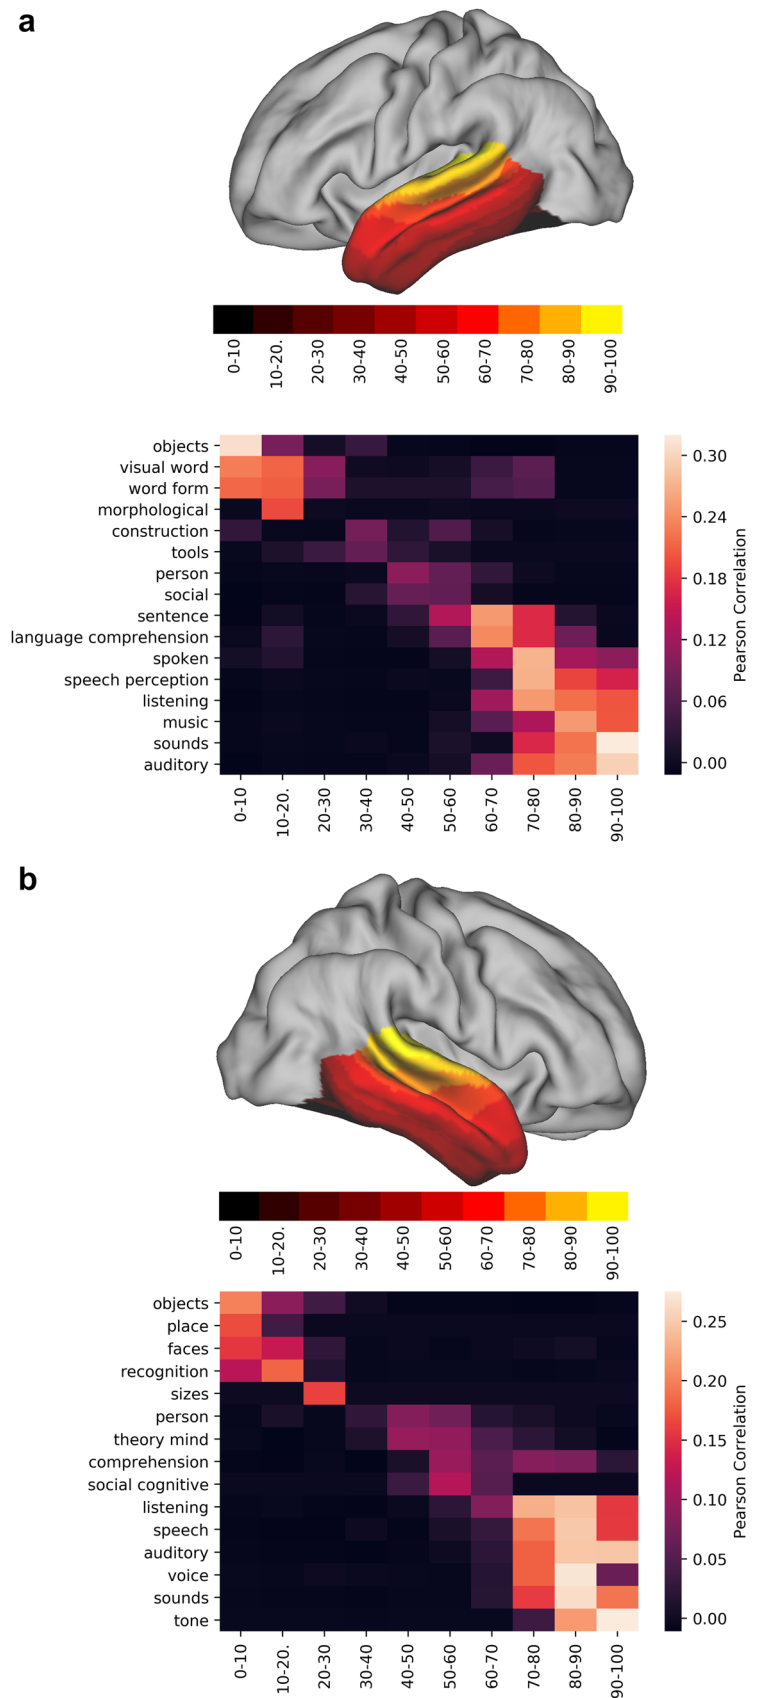 a
0-10 10-20. 20-30 30-40 40-50 50-60 60-70 70-80 80-90 90-100
objects
visual word
word form
morphological
construction
tools
person
social
sentence
language comprehension
spoken
speech perception
listening
music
sounds
auditory
0-10 10-20. 20-30 30-40 40-50 50-60 60-70 70-80 80-90 90-100
0.30
0.24
0.18
0.12
0.06
0.00
Pearson Correlation
b
0-10 10-20. 20-30 30-40 40-50 50-60 60-70 70-80 80-90 90-100
objects
place
faces
recognition
sizes
person
theory mind
comprehension
social cognitive
listening
speech
auditory
voice
sounds
tone
0-10 10-20. 20-30 30-40 40-50 50-60 60-70 70-80 80-90 90-100
0.25
0.20
0.15
0.10
0.05
0.00
Pearson Correlation